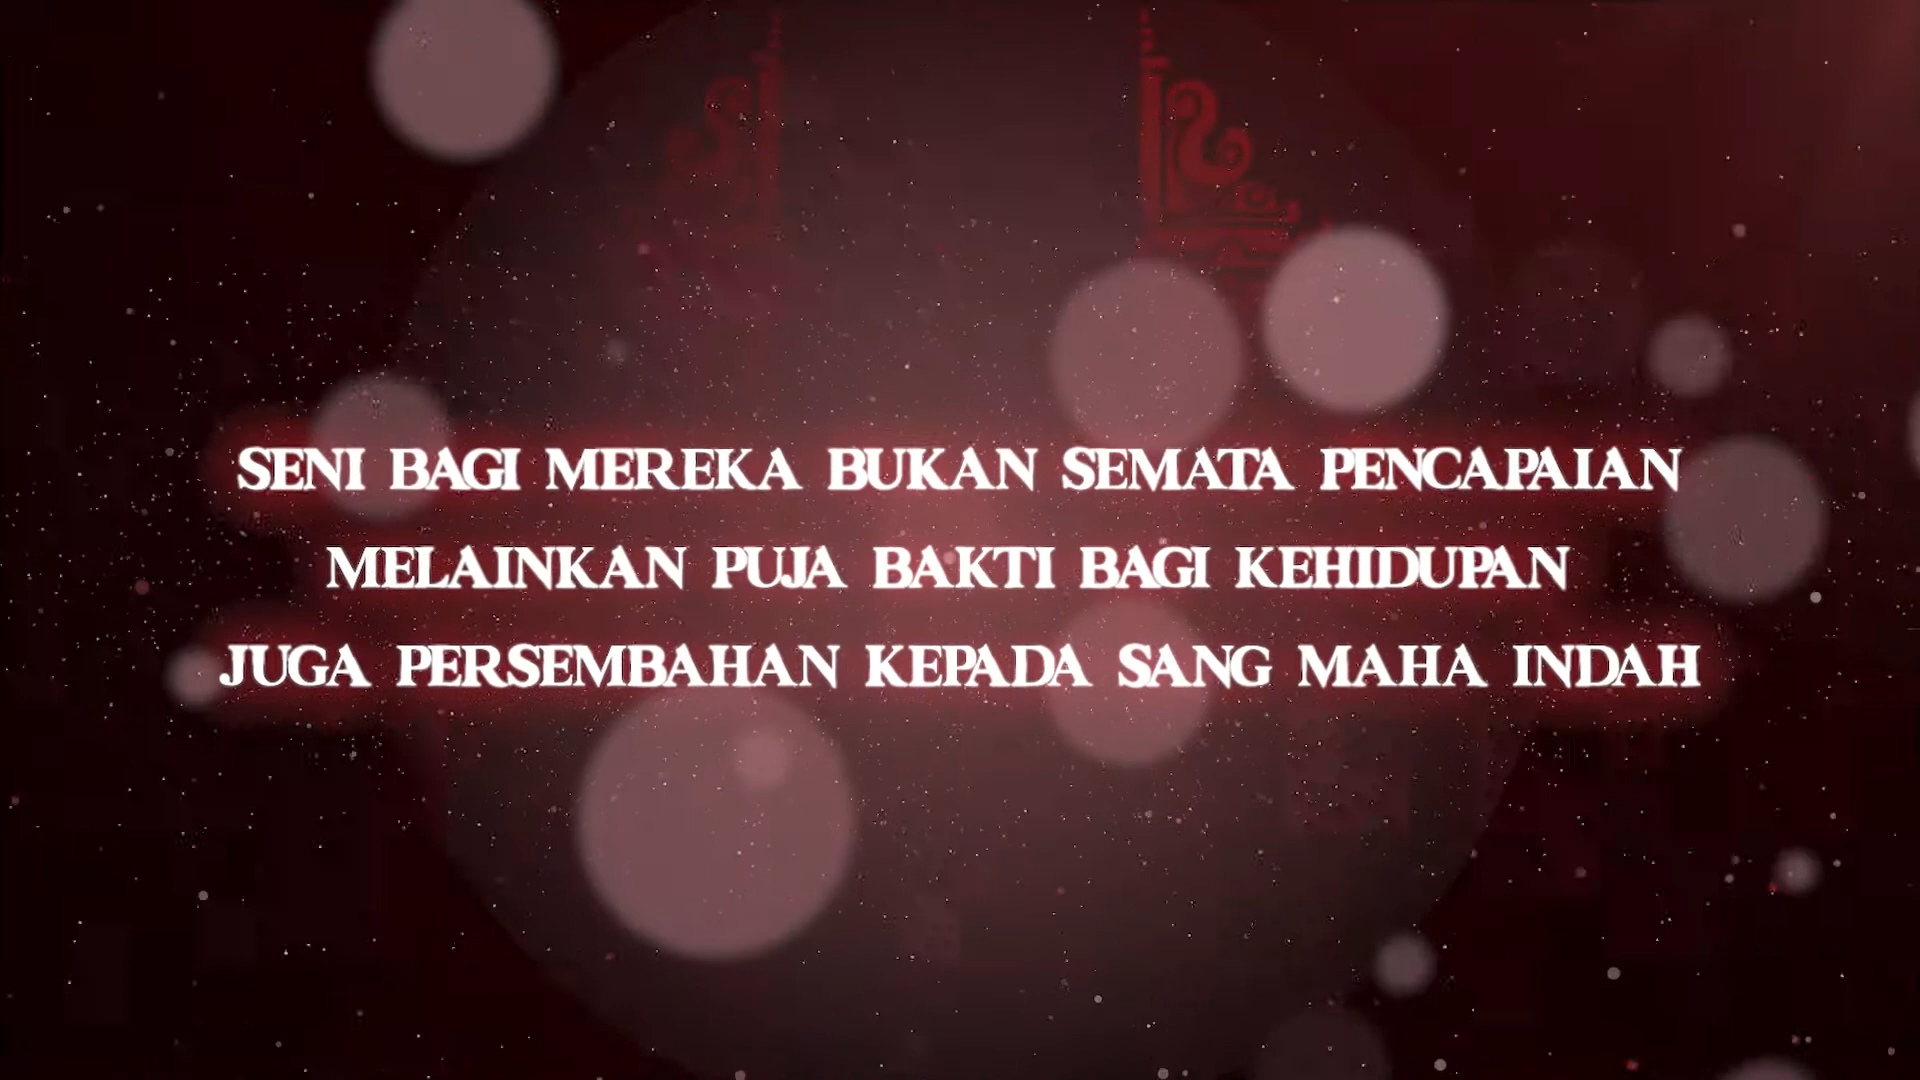 SENI BAGI MEREKA BUKAN SEMATA PENCAPAIAN
MELAINKAN PUJA BAKTI BAGI KEHIDUPAN
JUGA PERSEMBAHAN KEPADA SANG MAHA INDAH